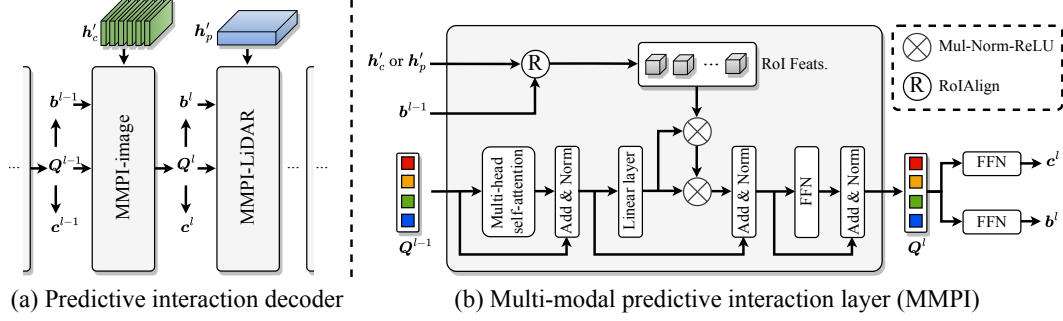 h′c
h′p
...
b^{l−1}
Q^{l−1}
c^{l−1}
MMPI-image
b^l
Q^l
c^l
MMPI-LiDAR
...
(a) Predictive interaction decoder
h′c or h′p
b^{l−1}
R
...
RoI Feats.
Mul-Norm-ReLU
R
RoIAlign
Q^{l−1}
Multi-head
self-attention
Add & Norm
Linear layer
Add & Norm
FFN
Add & Norm
Q^l
FFN
c^l
FFN
b^l
(b) Multi-modal predictive interaction layer (MMPI)